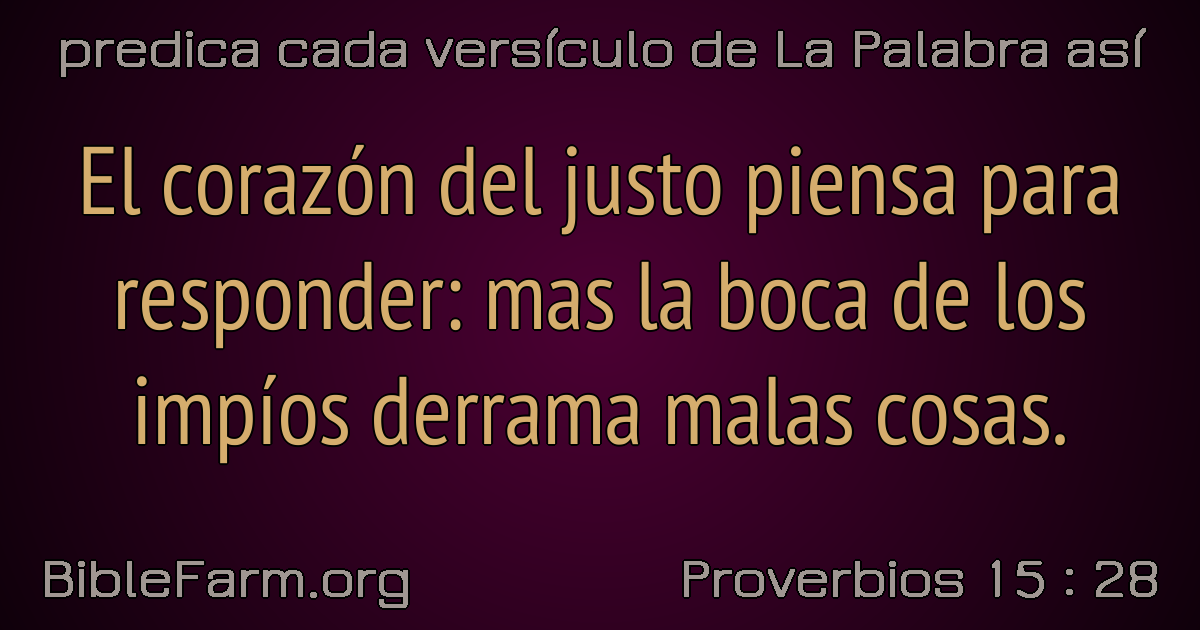 predica cada versículo de La Palabra así
El corazón del justo piensa para
responder: mas la boca de los
impíos derrama malas cosas.
BibleFarm.org
Proverbios 15 : 28